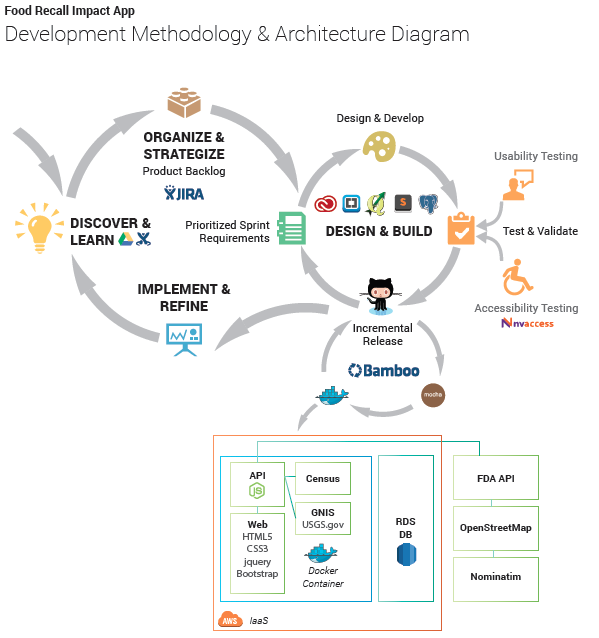 Food Recall Impact App
Development Methodology & Architecture Diagram
ORGANIZE &
STRATEGIZE
Product Backlog
JIRA
Design & Develop
Usability Testing
DISCOVER &
LEARN
Prioritized Sprint
Requirements
DESIGN & BUILD
Test & Validate
IMPLEMENT &
REFINE
Accessibility Testing
nvaccess
Incremental
Release
Bamboo
mocha
API
JS
Census
GNIS
USGS.gov
Web
HTML5
CSS3
jquery
Bootstrap
Docker
Container
RDS
DB
FDA API
OpenStreetMap
Nominatim
AWS
IaaS